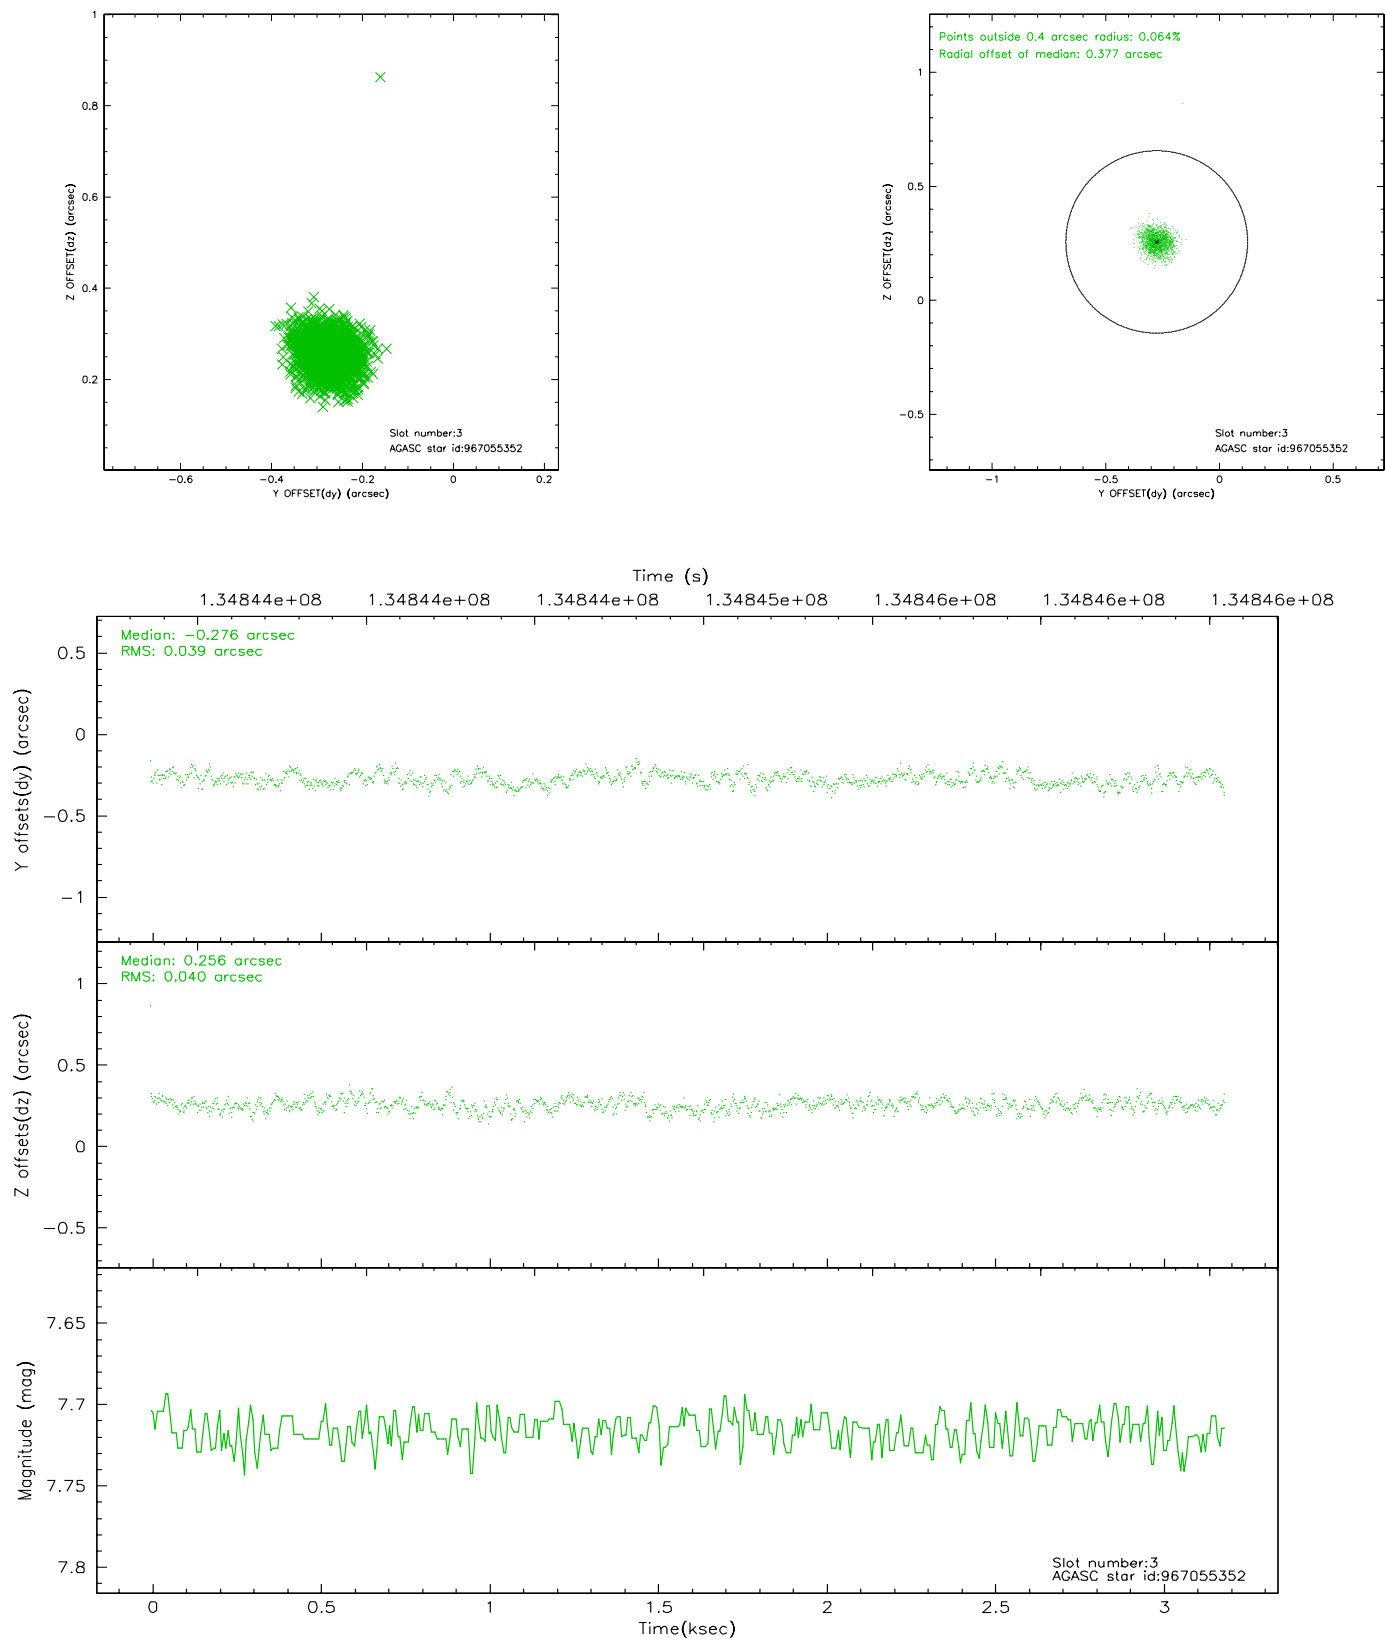 1
0.8
0.6
0.4
0.2
Z OFFSET(dz) (arcsec)
Slot number:3
AGASC star id:967055352
−0.6 −0.4 −0.2 0 0.2
Y OFFSET(dy) (arcsec)
Points outside 0.4 arcsec radius: 0.064%
Radial offset of median: 0.377 arcsec
1
0.5
0
−0.5
Z OFFSET(dz) (arcsec)
Slot number:3
AGASC star id:967055352
−1 −0.5 0 0.5
Y OFFSET(dy) (arcsec)
Time (s)
1.34844e+08 1.34844e+08 1.34844e+08 1.34845e+08 1.34846e+08 1.34846e+08 1.34846e+08
Median: −0.276 arcsec
RMS: 0.039 arcsec
0.5
0
−0.5
−1
Y offsets(dy) (arcsec)
Median: 0.256 arcsec
RMS: 0.040 arcsec
1
0.5
0
−0.5
Z offsets(dz) (arcsec)
7.65
7.7
7.75
7.8
Magnitude (mag)
Slot number:3
AGASC star id:967055352
0 0.5 1 1.5 2 2.5 3
Time(ksec)